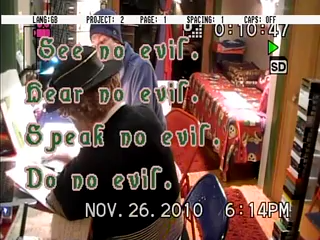 LANG:GB PROJECT: 2 PAGE: 1 SPACING: 1 CAPS: OFF
0:10:47
SD
See no evil.
Hear no evil.
Speak no evil.
Do no evil.
NOV.26.2010 6:14PM